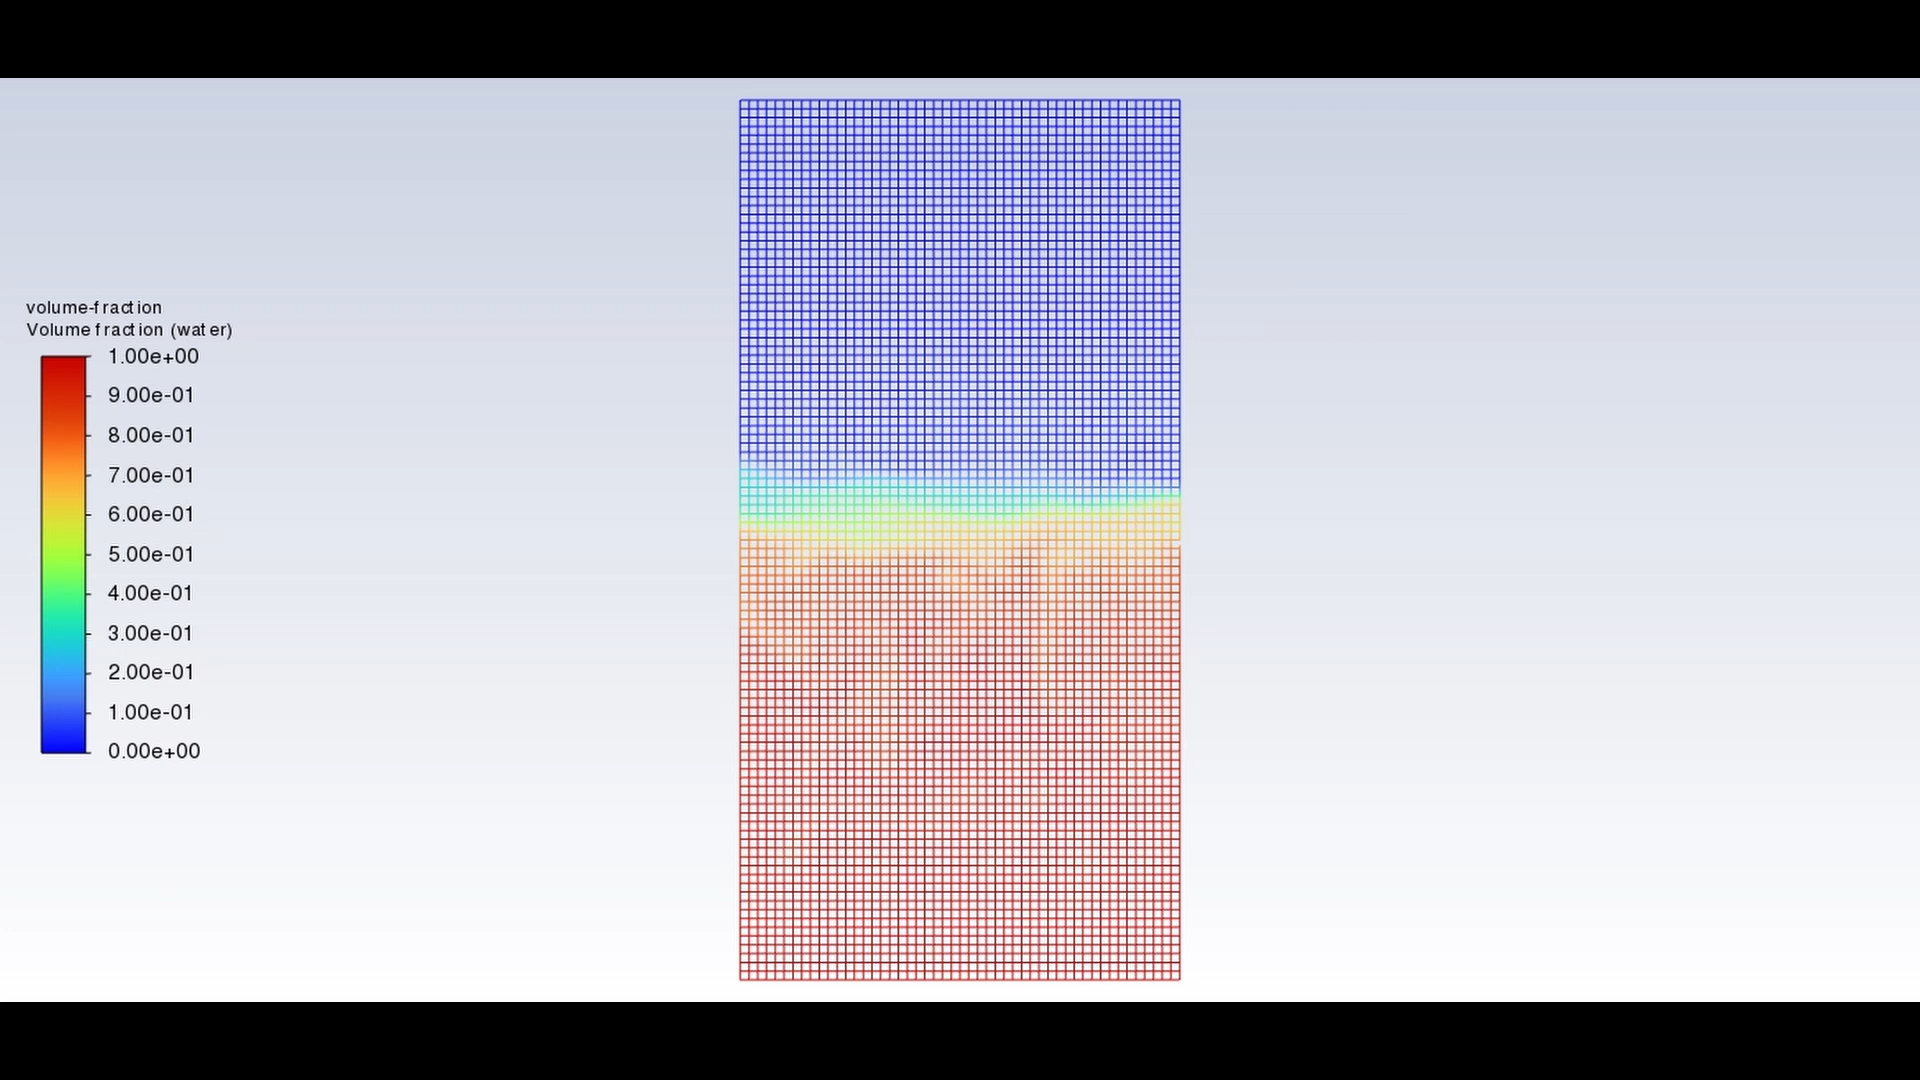 volume-fraction
Volume fraction (water)
1.00e+00
9.00e-01
8.00e-01
7.00e-01
6.00e-01
5.00e-01
4.00e-01
3.00e-01
2.00e-01
1.00e-01
0.00e+00